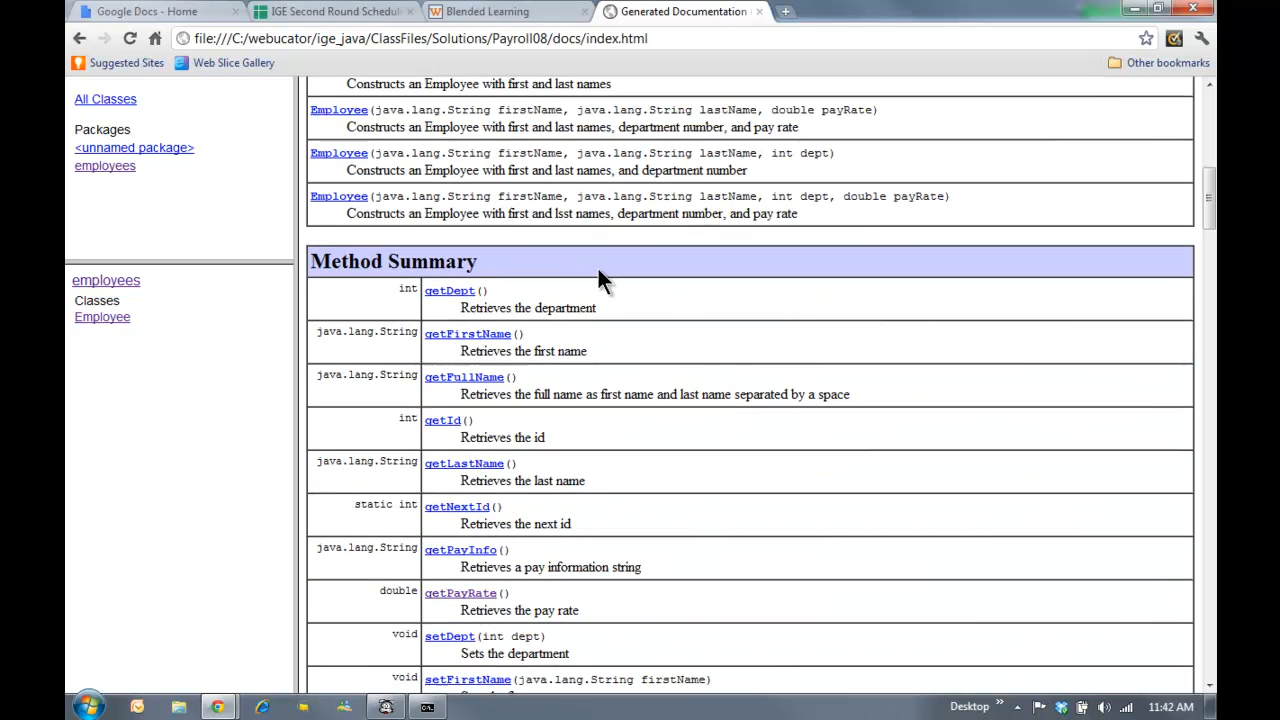 Google Docs - Home
IGE Second Round Schedul
Blended Learning
Generated Documentation
file:///C:/webucator/ige_java/ClassFiles/Solutions/Payroll08/docs/index.html
Suggested Sites
Web Slice Gallery
Other bookmarks
All Classes
Packages
<unnamed package>
employees
employees
Classes
Employee
Constructs an Employee with first and last names
Employee(java.lang.String firstName, java.lang.String lastName, double payRate)
Constructs an Employee with first and last names, department number, and pay rate
Employee(java.lang.String firstName, java.lang.String lastName, int dept)
Constructs an Employee with first and last names, and department number
Employee(java.lang.String firstName, java.lang.String lastName, int dept, double payRate)
Constructs an Employee with first and lsst names, department number, and pay rate
Method Summary
int getDept()
Retrieves the department
java.lang.String getFirstName()
Retrieves the first name
java.lang.String getFullName()
Retrieves the full name as first name and last name separated by a space
int getId()
Retrieves the id
java.lang.String getLastName()
Retrieves the last name
static int getNextId()
Retrieves the next id
java.lang.String getPayInfo()
Retrieves a pay information string
double getPayRate()
Retrieves the pay rate
void setDept(int dept)
Sets the department
void setFirstName(java.lang.String firstName)
Desktop
11:42 AM